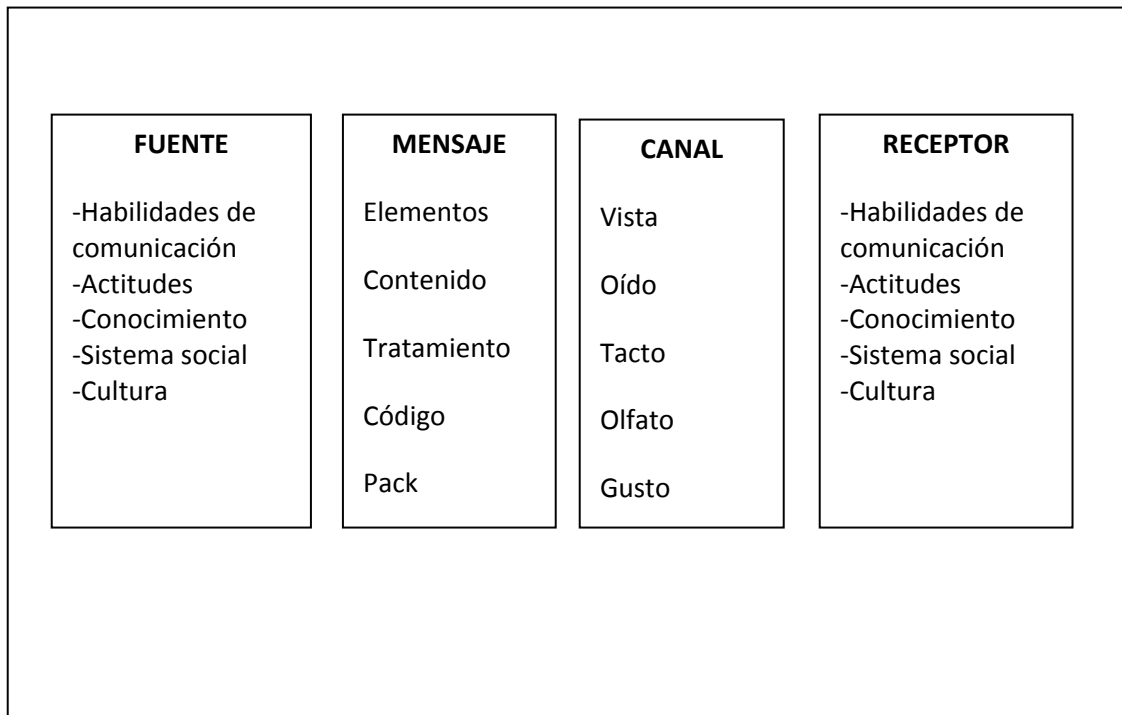 FUENTE
-Habilidades de
comunicación
-Actitudes
-Conocimiento
-Sistema social
-Cultura
MENSAJE
Elementos
Contenido
Tratamiento
Código
Pack
CANAL
Vista
Oído
Tacto
Olfato
Gusto
RECEPTOR
-Habilidades de
comunicación
-Actitudes
-Conocimiento
-Sistema social
-Cultura